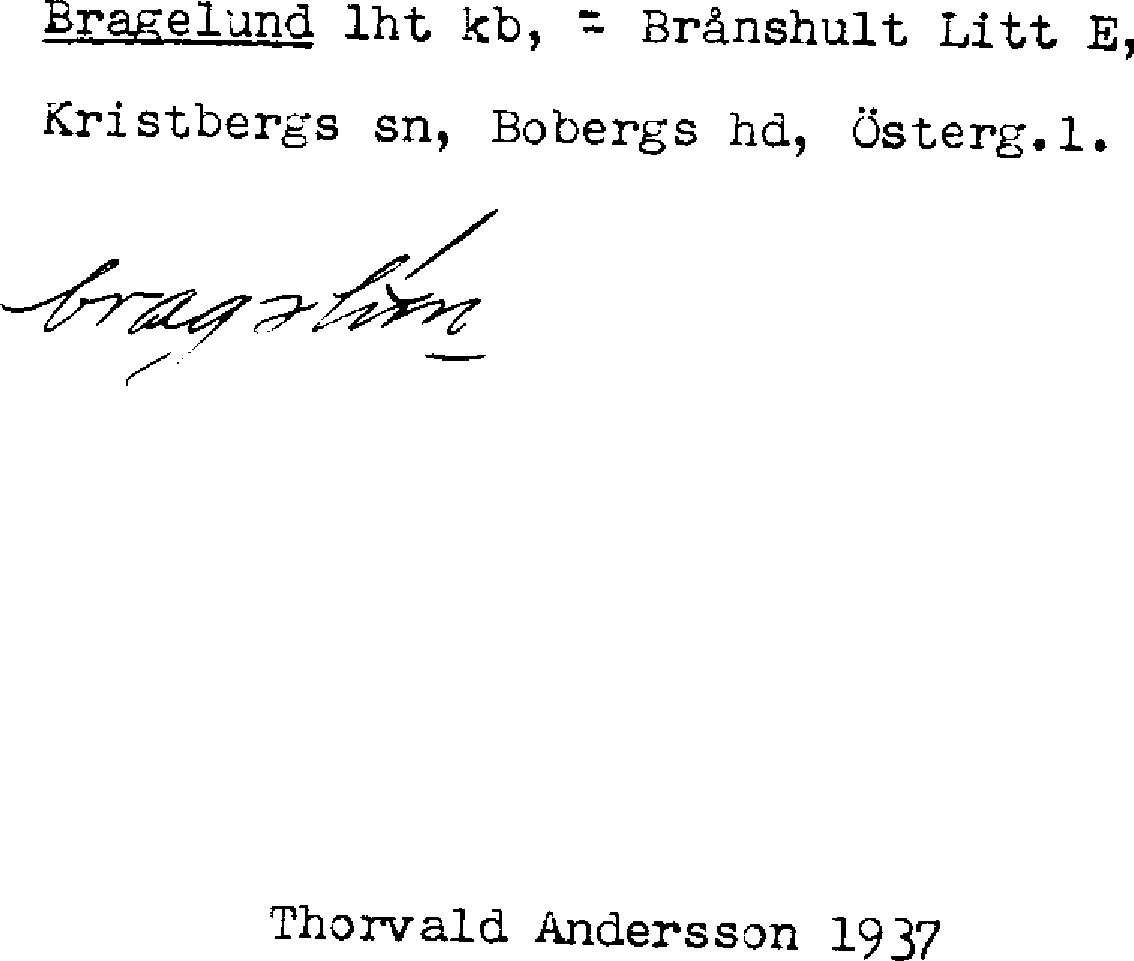 Bragelund lht kb, = Brånshult Litt E,
Kristbergs sn, Bobergs hd, Österg.l.
Thorvald Andersson 1937